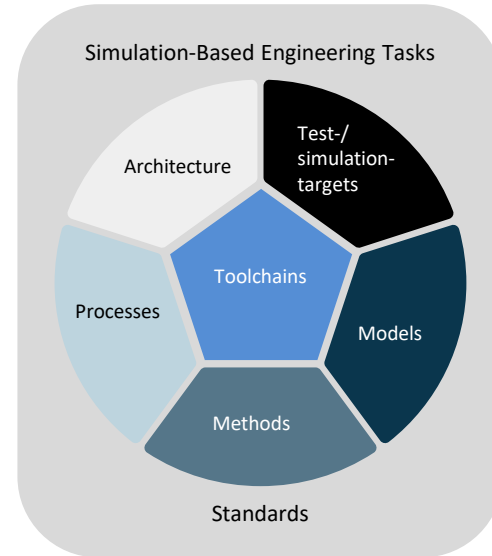 Simulation-Based Engineering Tasks
Test-/
simulation-
targets
Architecture
Toolchains
Processes
Models
Methods
Standards